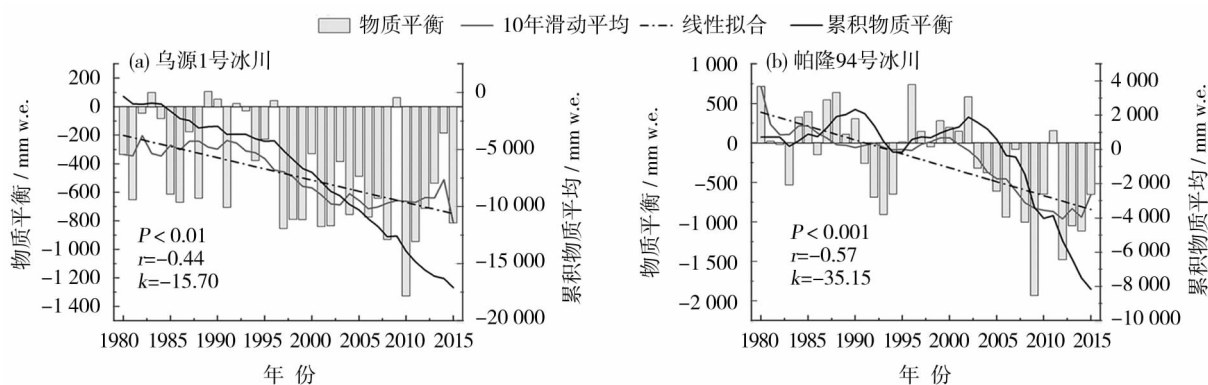 物质平衡 10年滑动平均 线性拟合 累积物质平衡
(a) 乌源1号冰川
200
0
−200
−400
−600
−800
−1 000
−1 200
−1 400
物质平衡 / mm w.e.
0
−5 000
−10 000
−15 000
−20 000
累积物质平均 / mm w.e.
P < 0.01
r=−0.44
k=−15.70
1980 1985 1990 1995 2000 2005 2010 2015
年 份
(b) 帕隆94号冰川
1 000
500
0
−500
−1 000
−1 500
−2 000
物质平衡 / mm w.e.
4 000
2 000
0
−2 000
−4 000
−6 000
−8 000
−10 000
累积物质平均 / mm w.e.
P < 0.001
r=−0.57
k=−35.15
1980 1985 1990 1995 2000 2005 2010 2015
年 份